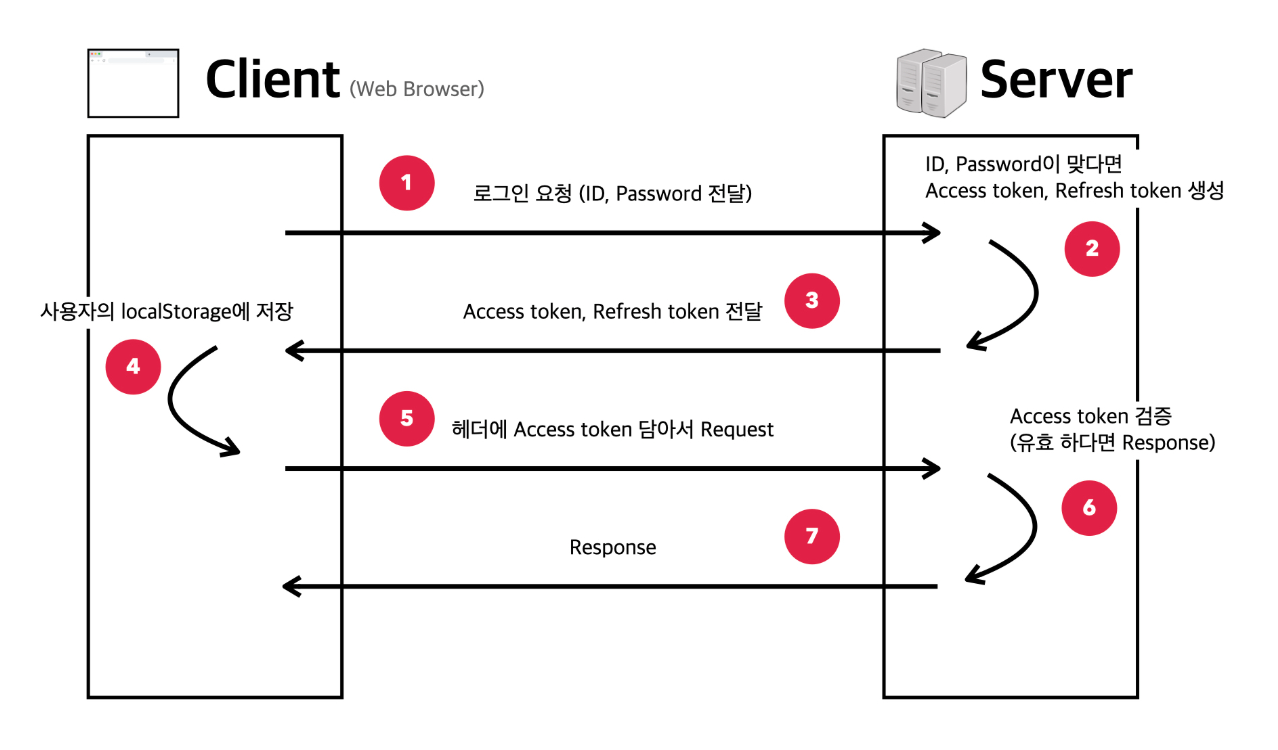 Client (Web Browser)
Server
1
로그인 요청 (ID, Password 전달)
ID, Password이 맞다면
Access token, Refresh token 생성
2
3
Access token, Refresh token 전달
사용자의 localStorage에 저장
4
5
헤더에 Access token 담아서 Request
Access token 검증
(유효 하다면 Response)
6
7
Response